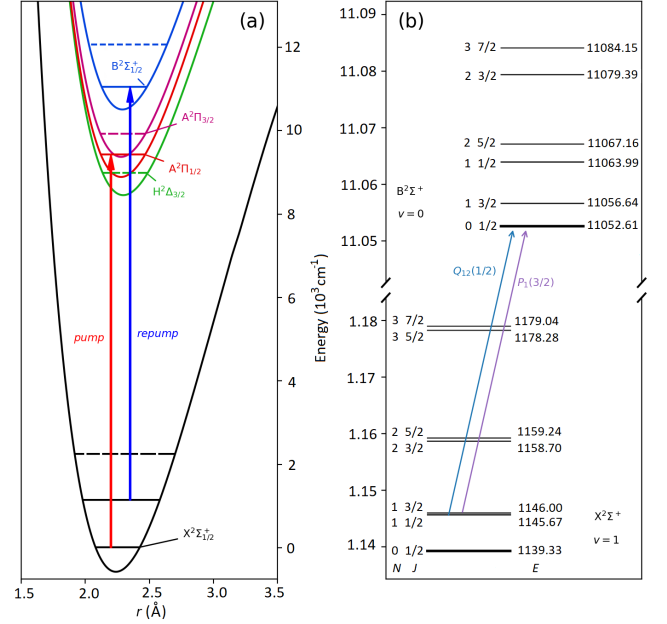 (a)
12
10
8
6
4
2
0
Energy (10³cm⁻¹)
B²Σ⁺₁/₂
A²Π₃/₂
A²Π₁/₂
H²Δ₃/₂
pump
repump
X²Σ⁺₁/₂
1.5 2.0 2.5 3.0 3.5
r (Å)
(b)
11.09
11.08
11.07
11.06
11.05
1.18
1.17
1.16
1.15
1.14
3 7/2 11084.15
2 3/2 11079.39
2 5/2 11067.16
1 1/2 11063.99
B²Σ⁺
v=0
1 3/2 11056.64
0 1/2 11052.61
Q₁₂(1/2)
P₁(3/2)
3 7/2 1179.04
3 5/2 1178.28
2 5/2 1159.24
2 3/2 1158.70
1 3/2 1146.00
1 1/2 1145.67
X²Σ⁺
v=1
0 1/2 1139.33
N J E